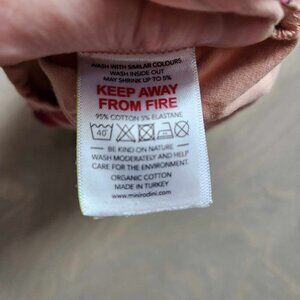 WASH WITH SIMILAR COLOURS
WASH INSIDE OUT
MAY SHRINK UP TO 5%
KEEP AWAY
FROM FIRE
95% COTTON 5% ELASTANE
40°
BE KIND ON NATURE
WASH MODERATELY AND HELP
CARE FOR THE ENVIRONMENT.
ORGANIC COTTON
MADE IN TURKEY
www.minirodini.com